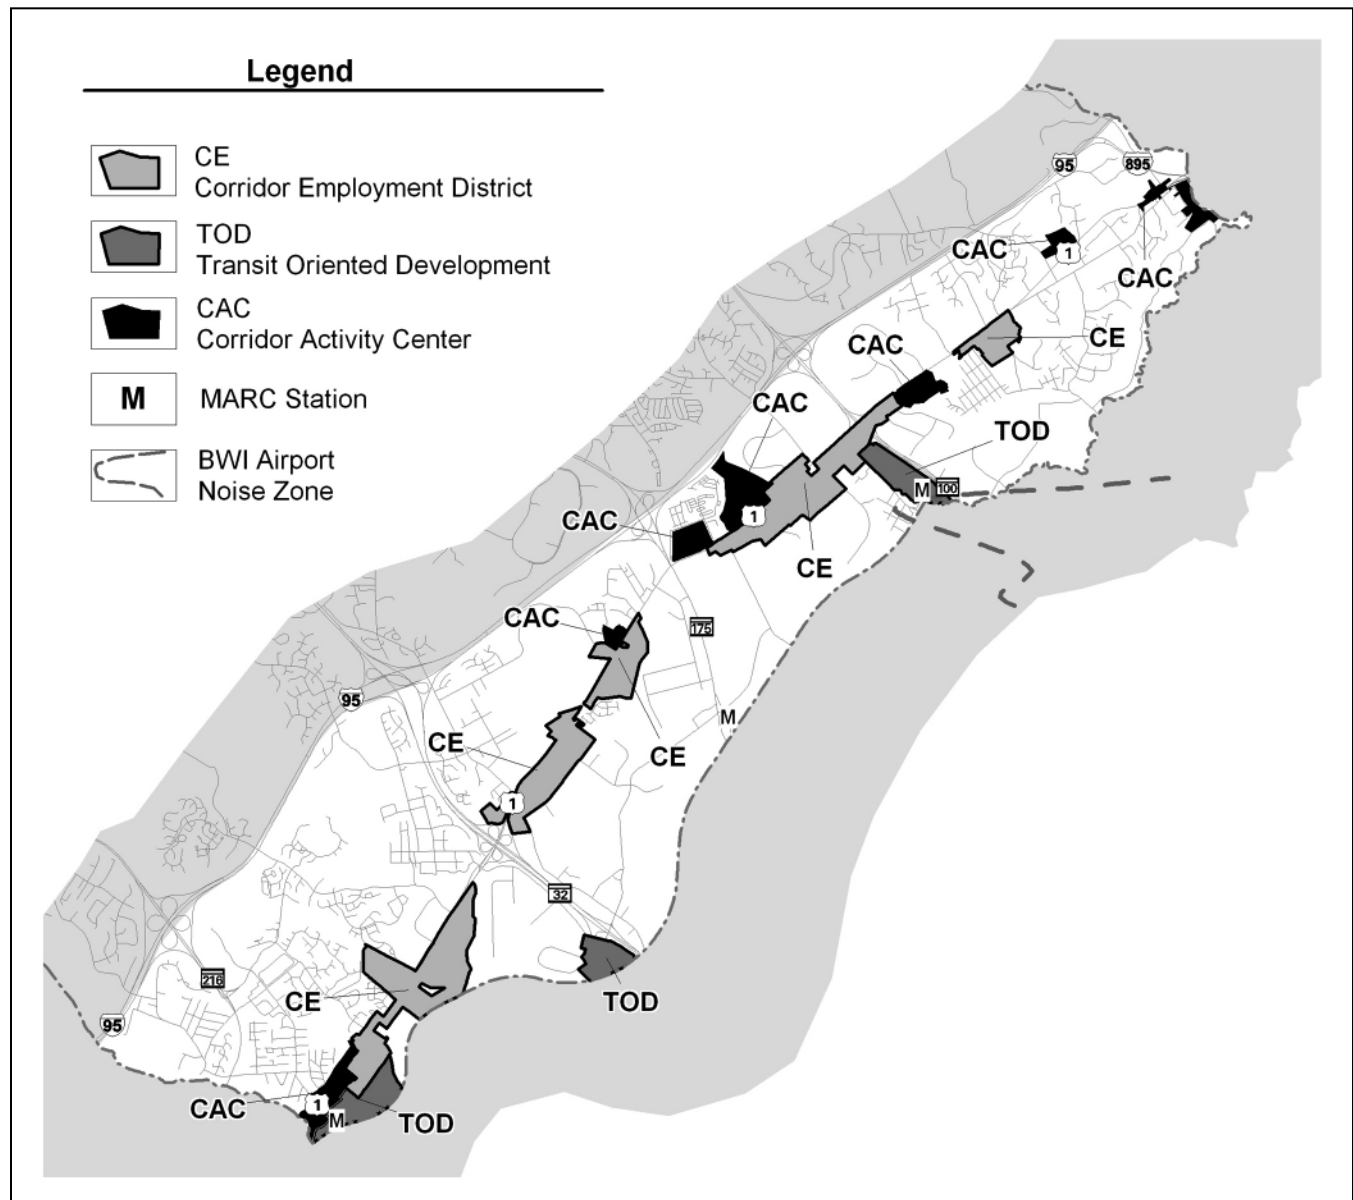 Legend
CE
Corridor Employment District
TOD
Transit Oriented Development
CAC
Corridor Activity Center
M
MARC Station
BWI Airport
Noise Zone
95
895
CAC
1
CAC
CE
CAC
CAC
TOD
M
100
CAC
1
CE
CAC
175
95
M
CE
CE
1
32
216
CE
TOD
95
CAC
1
M
TOD